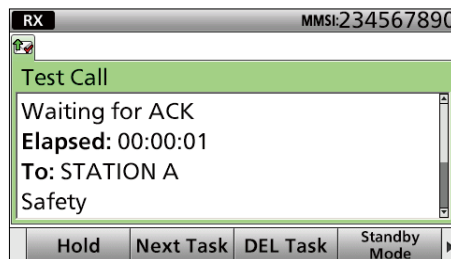 RX MMSI:234567890
Test Call
Waiting for ACK
Elapsed: 00:00:01
To: STATION A
Safety
Hold Next Task DEL Task Standby Mode